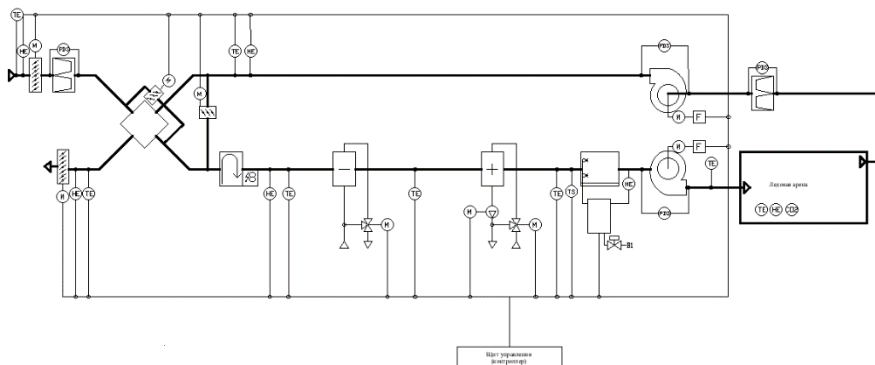 TE
HE
M
PDS
M
TE
HE
PDS
PDS
M
F
M
F
TE
Ледовая арена
TE
HE
CO2
M
HE
TE
HE
TE
M
TE
M
M
TE
TS
HE
B1
PDS
Щит управления
(контроллер)